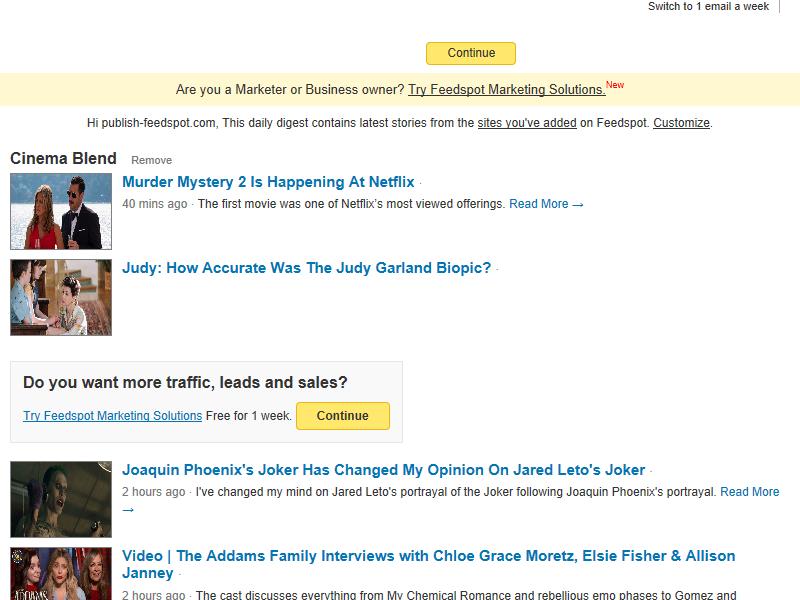 Switch to 1 email a week
Continue
Are you a Marketer or Business owner? Try Feedspot Marketing Solutions.New
Hi publish-feedspot.com, This daily digest contains latest stories from the sites you've added on Feedspot. Customize.
Cinema Blend Remove
Murder Mystery 2 Is Happening At Netflix ·
40 mins ago · The first movie was one of Netflix's most viewed offerings. Read More →
Judy: How Accurate Was The Judy Garland Biopic? ·
Do you want more traffic, leads and sales?
Try Feedspot Marketing Solutions Free for 1 week. Continue
Joaquin Phoenix's Joker Has Changed My Opinion On Jared Leto's Joker ·
2 hours ago · I've changed my mind on Jared Leto's portrayal of the Joker following Joaquin Phoenix's portrayal. Read More
→
Video | The Addams Family Interviews with Chloe Grace Moretz, Elsie Fisher & Allison
Janney ·
2 hours ago · The cast discusses everything from My Chemical Romance and rebellious emo phases to Gomez and